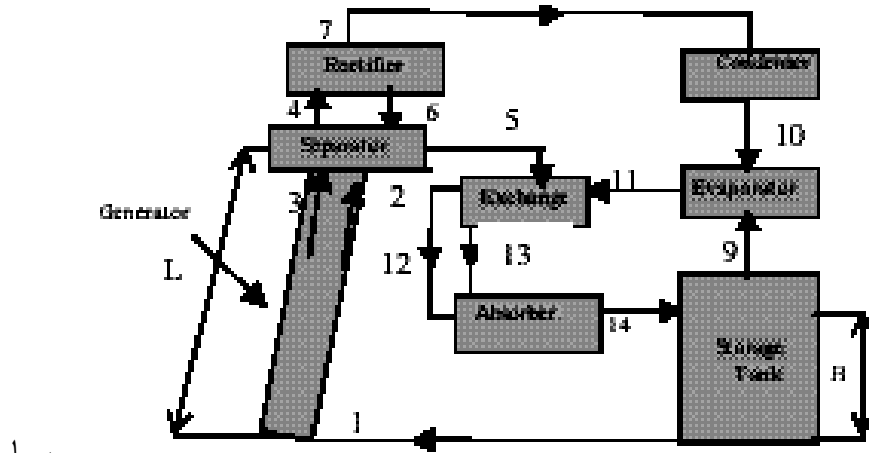 7
Rectifier
Condenser
4
6
5
10
Separator
2
11
Evaporator
3
Exchange
Generator
9
12
13
L
Absorber.
14
Storage
Tank
H
1
1